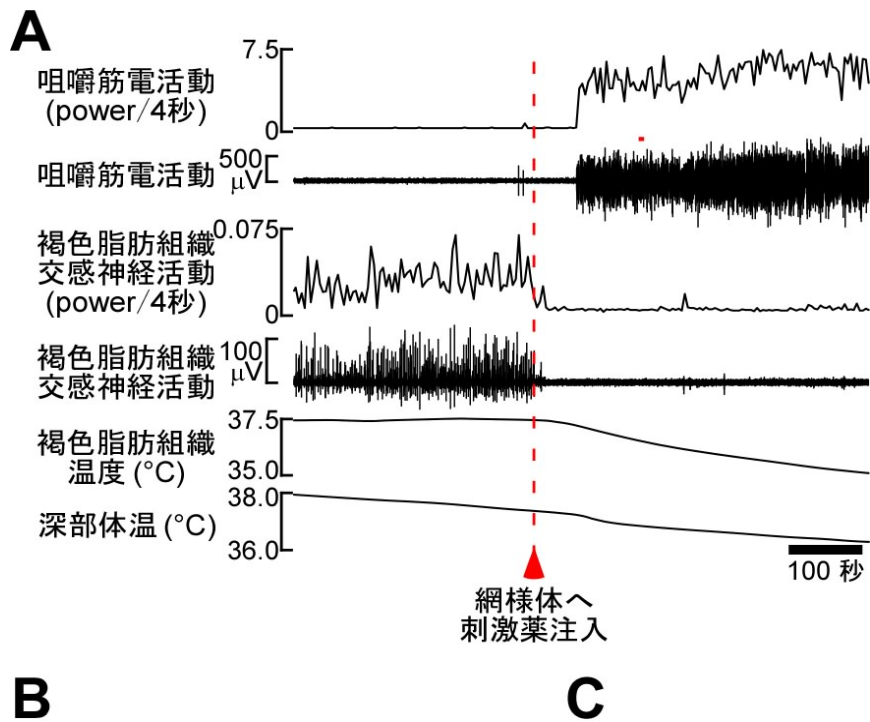 A
7.5
咀嚼筋電活動
(power/4秒)
0
500
μV
咀嚼筋電活動
0.075
褐色脂肪組織
交感神経活動
(power/4秒)
0
褐色脂肪組織
交感神経活動
100
μV
37.5
褐色脂肪組織
温度 (°C)
35.0
38.0
深部体温 (°C)
36.0
100 秒
網様体へ
刺激薬注入
B
C